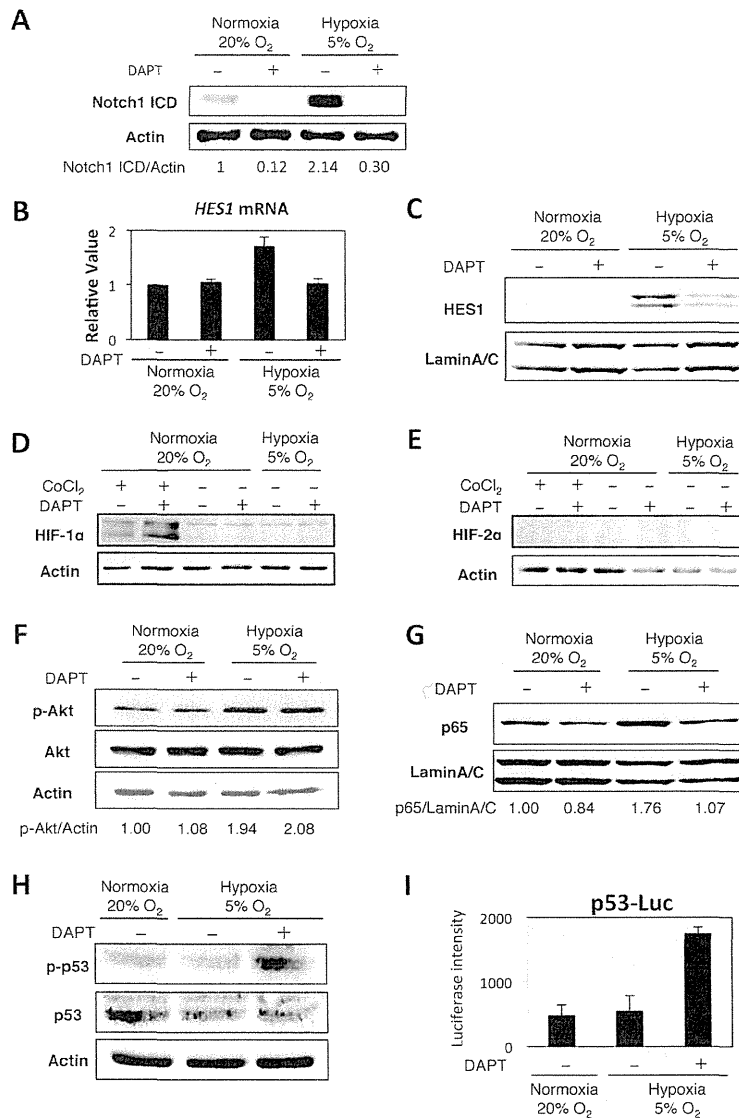 A
Normoxia Hypoxia
20% O2 5% O2
DAPT – + – +
Notch1 ICD
Actin
Notch1 ICD/Actin 1 0.12 2.14 0.30
B
HES1 mRNA
Relative Value
2
1
0
DAPT – + – +
Normoxia Hypoxia
20% O2 5% O2
C
Normoxia Hypoxia
20% O2 5% O2
DAPT – + – +
HES1
LaminA/C
D
Normoxia Hypoxia
20% O2 5% O2
CoCl2 + + – – – –
DAPT – + – + – +
HIF-1α
Actin
E
Normoxia Hypoxia
20% O2 5% O2
CoCl2 + + – – – –
DAPT – + – + – +
HIF-2α
Actin
F
Normoxia Hypoxia
20% O2 5% O2
DAPT – + – +
p-Akt
Akt
Actin
p-Akt/Actin 1.00 1.08 1.94 2.08
G
Normoxia Hypoxia
20% O2 5% O2
DAPT – + – +
p65
LaminA/C
p65/LaminA/C 1.00 0.84 1.76 1.07
H
Normoxia Hypoxia
20% O2 5% O2
DAPT – – +
p-p53
p53
Actin
I
p53-Luc
Luciferase intensity
2000
1000
0
DAPT – – +
Normoxia Hypoxia
20% O2 5% O2